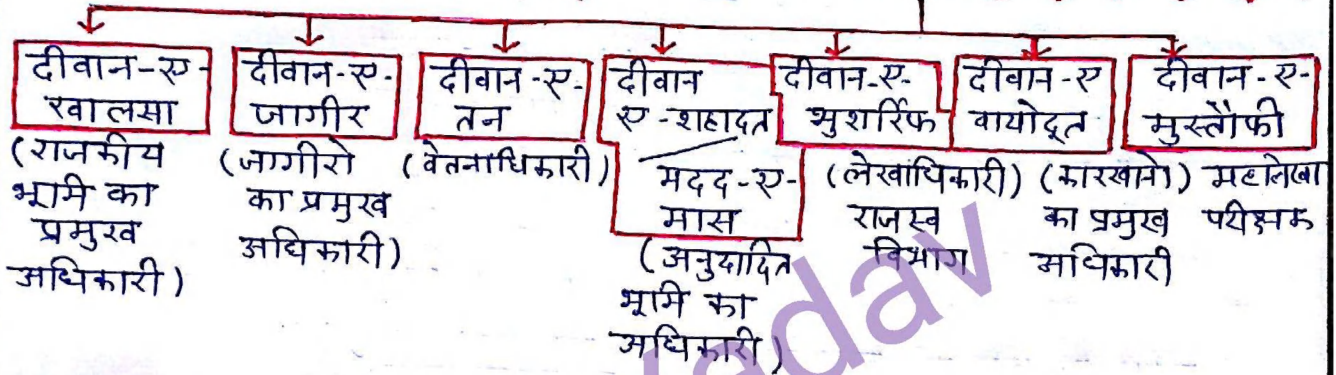 दीवान-ए-
खालसा
(राजकीय
भूमि का
प्रमुख
अधिकारी)
दीवान-ए-
जागीर
(जागीरो
का प्रमुख
अधिकारी)
दीवान-ए-
तन
(वेतनाधिकारी)
दीवान
ए-शहादत
/
मदद-ए-
मास
(अनुदादित
भूमि का
अधिकारी)
दीवान-ए-
भुशर्रिफ
(लेखाधिकारी)
राजस्व
विभाग
दीवान-ए
वायोदूत
(कारखानो)
का प्रमुख
अधिकारी
दीवान-ए-
मुस्तौफी
महालेखा
परीक्षक
yadav